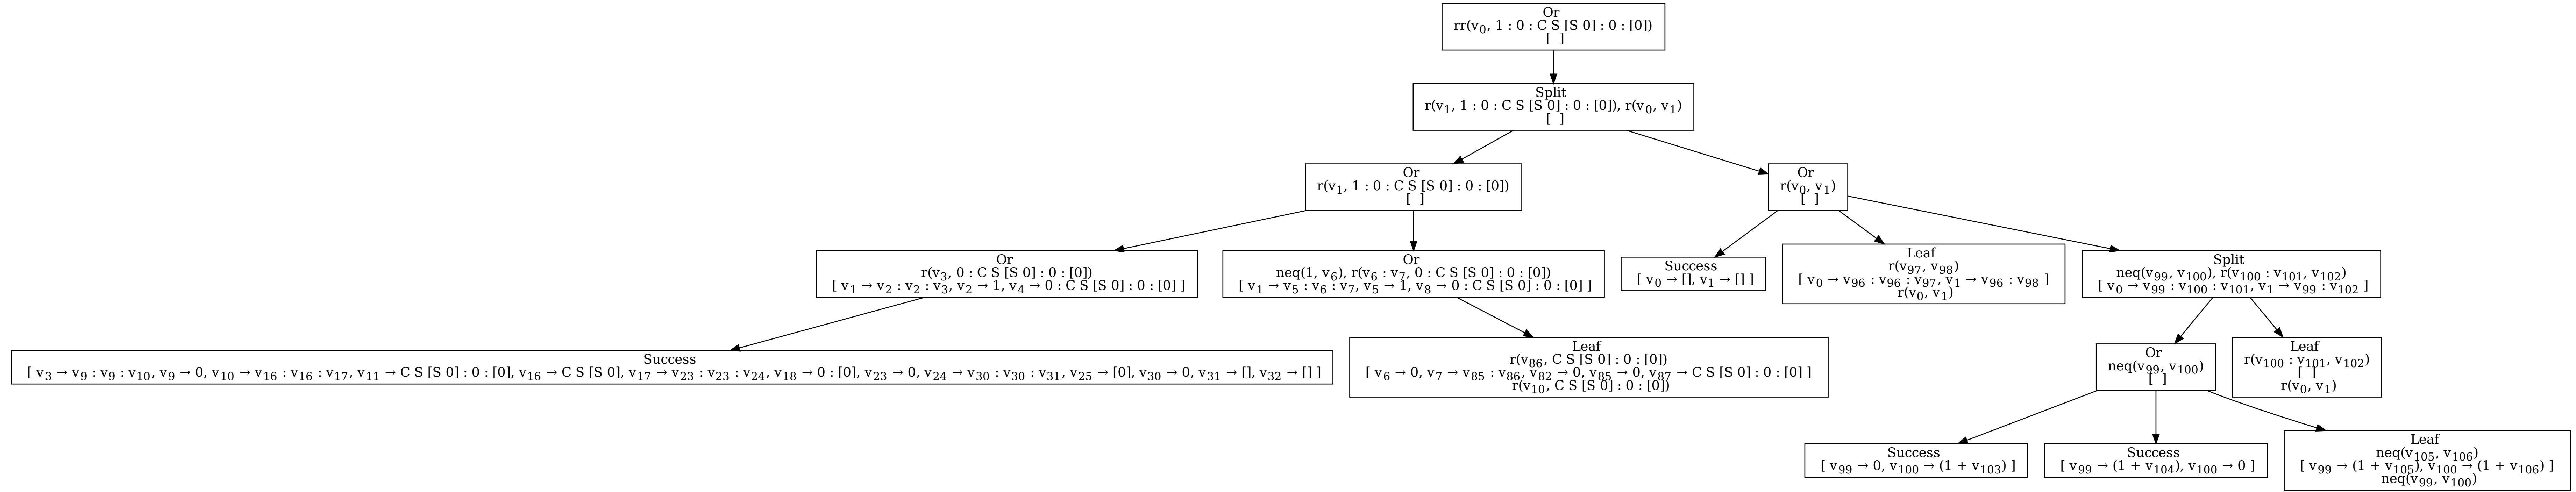 Or
rr(v0, 1 : 0 : C S [S 0] : 0 : [0])
[  ]
Split
r(v1, 1 : 0 : C S [S 0] : 0 : [0]), r(v0, v1)
[  ]
Or
r(v1, 1 : 0 : C S [S 0] : 0 : [0])
[  ]
Or
r(v0, v1)
[  ]
Or
r(v3, 0 : C S [S 0] : 0 : [0])
[ v1 → v2 : v2 : v3, v2 → 1, v4 → 0 : C S [S 0] : 0 : [0] ]
Or
neq(1, v6), r(v6 : v7, 0 : C S [S 0] : 0 : [0])
[ v1 → v5 : v6 : v7, v5 → 1, v8 → 0 : C S [S 0] : 0 : [0] ]
Success
[ v0 → [], v1 → [] ]
Leaf
r(v97, v98)
[ v0 → v96 : v96 : v97, v1 → v96 : v98 ]
r(v0, v1)
Split
neq(v99, v100), r(v100 : v101, v102)
[ v0 → v99 : v100 : v101, v1 → v99 : v102 ]
Success
[ v3 → v9 : v9 : v10, v9 → 0, v10 → v16 : v16 : v17, v11 → C S [S 0] : 0 : [0], v16 → C S [S 0], v17 → v23 : v23 : v24, v18 → 0 : [0], v23 → 0, v24 → v30 : v30 : v31, v25 → [0], v30 → 0, v31 → [], v32 → [] ]
Leaf
r(v86, C S [S 0] : 0 : [0])
[ v6 → 0, v7 → v85 : v86, v82 → 0, v85 → 0, v87 → C S [S 0] : 0 : [0] ]
r(v10, C S [S 0] : 0 : [0])
Or
neq(v99, v100)
[  ]
Leaf
r(v100 : v101, v102)
[  ]
r(v0, v1)
Success
[ v99 → 0, v100 → (1 + v103) ]
Success
[ v99 → (1 + v104), v100 → 0 ]
Leaf
neq(v105, v106)
[ v99 → (1 + v105), v100 → (1 + v106) ]
neq(v99, v100)